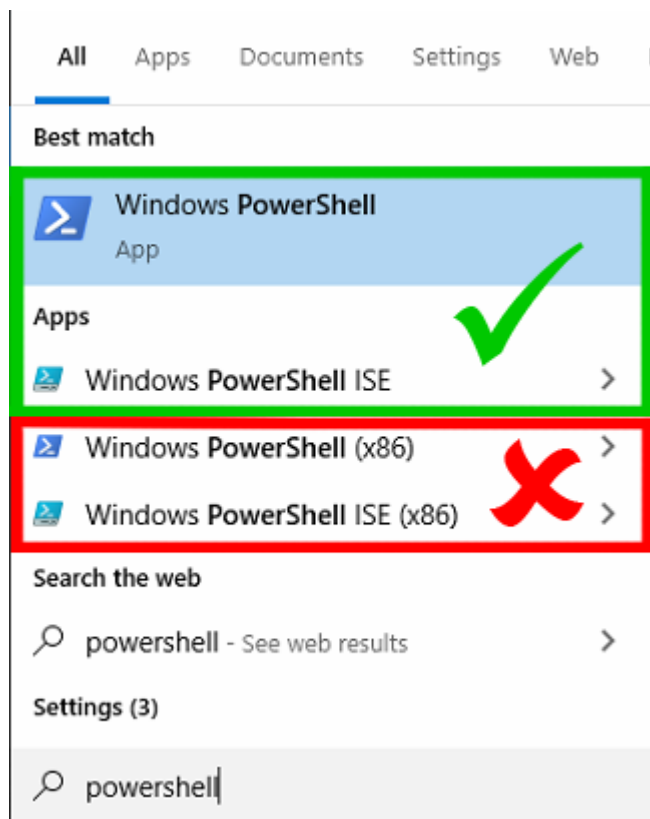 All Apps Documents Settings Web
Best match
Windows PowerShell
App
Apps
Windows PowerShell ISE
Windows PowerShell (x86)
Windows PowerShell ISE (x86)
Search the web
powershell - See web results
Settings (3)
powershell